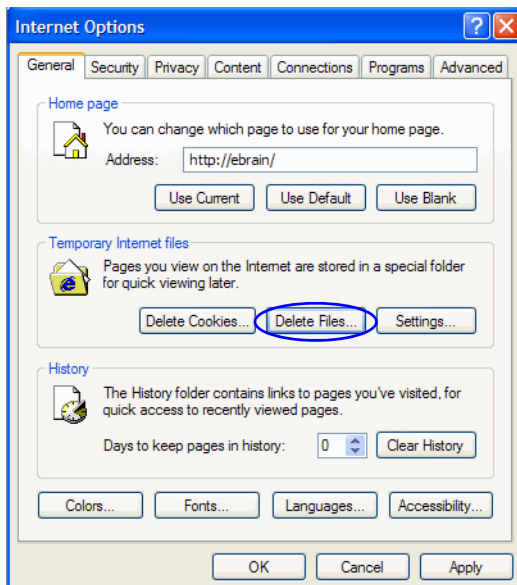 Internet Options
General Security Privacy Content Connections Programs Advanced
Home page
You can change which page to use for your home page.
Address: http://ebrain/
Use Current Use Default Use Blank
Temporary Internet files
Pages you view on the Internet are stored in a special folder
for quick viewing later.
Delete Cookies... Delete Files... Settings...
History
The History folder contains links to pages you've visited, for
quick access to recently viewed pages.
Days to keep pages in history: 0 Clear History
Colors... Fonts... Languages... Accessibility...
OK Cancel Apply